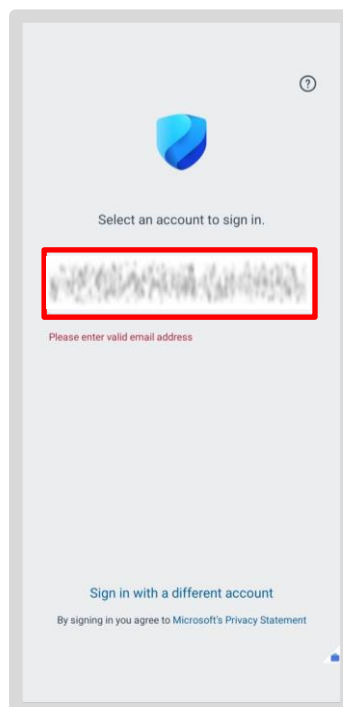 Select an account to sign in.
Please enter valid email address
Sign in with a different account
By signing in you agree to Microsoft's Privacy Statement